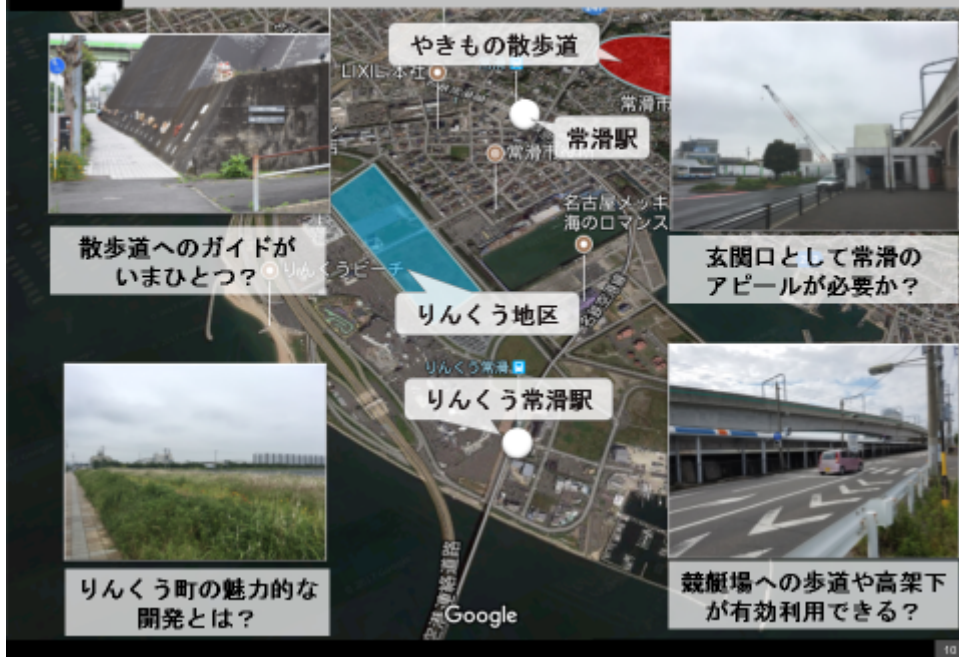 やきもの散歩道
LIXIL 本社
常滑市
常滑駅
常滑市
名古屋メッキ
海のロマンス
散歩道へのガイドが
いまひとつ？
りんくうビーチ
玄関口として常滑の
アピールが必要か？
りんくう地区
りんくう常滑
りんくう常滑駅
りんくう町の魅力的な
開発とは？
競艇場への歩道や高架下
が有効利用できる？
Google
10